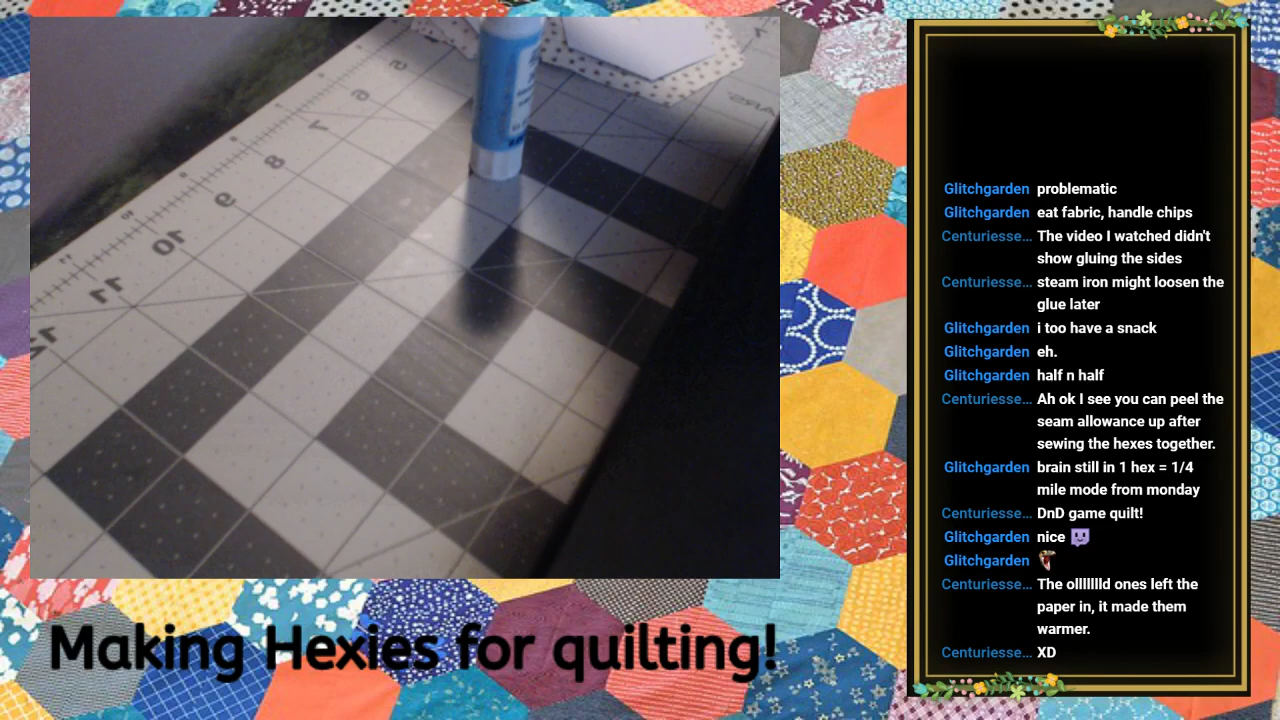 5
6
7
8
9
10
11
12
Glitchgarden problematic
Glitchgarden eat fabric, handle chips
Centuriesse... The video I watched didn't
show gluing the sides
Centuriesse... steam iron might loosen the
glue later
Glitchgarden i too have a snack
Glitchgarden eh.
Glitchgarden half n half
Centuriesse... Ah ok I see you can peel the
seam allowance up after
sewing the hexes together.
Glitchgarden brain still in 1 hex = 1/4
mile mode from monday
Centuriesse... DnD game quilt!
Glitchgarden nice
Glitchgarden
Centuriesse... The ollllllld ones left the
paper in, it made them
warmer.
Centuriesse... XD
Making Hexies for quilting!